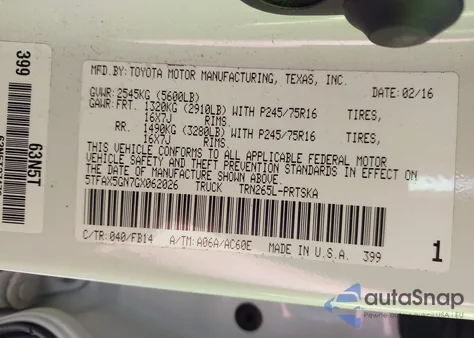 399
63N5T
MFD. BY: TOYOTA MOTOR MANUFACTURING, TEXAS, INC.
GVWR: 2545KG (5600LB) DATE: 02/16
GAWR: FRT. 1320KG (2910LB) WITH P245/75R16 TIRES,
16X7J RIMS.
RR. 1490KG (3280LB) WITH P245/75R16 TIRES,
16X7J RIMS.
THIS VEHICLE CONFORMS TO ALL APPLICABLE FEDERAL MOTOR
VEHICLE SAFETY AND THEFT PREVENTION STANDARDS IN EFFECT ON THE
DATE OF MANUFACTURE SHOWN ABOVE.
5TFAX5GN7GX062026 TRUCK TRN265L-PRTSKA
C/TR: 040/FB14 A/TM: A06A/AC60E MADE IN U.S.A. 399
1
autoSnap